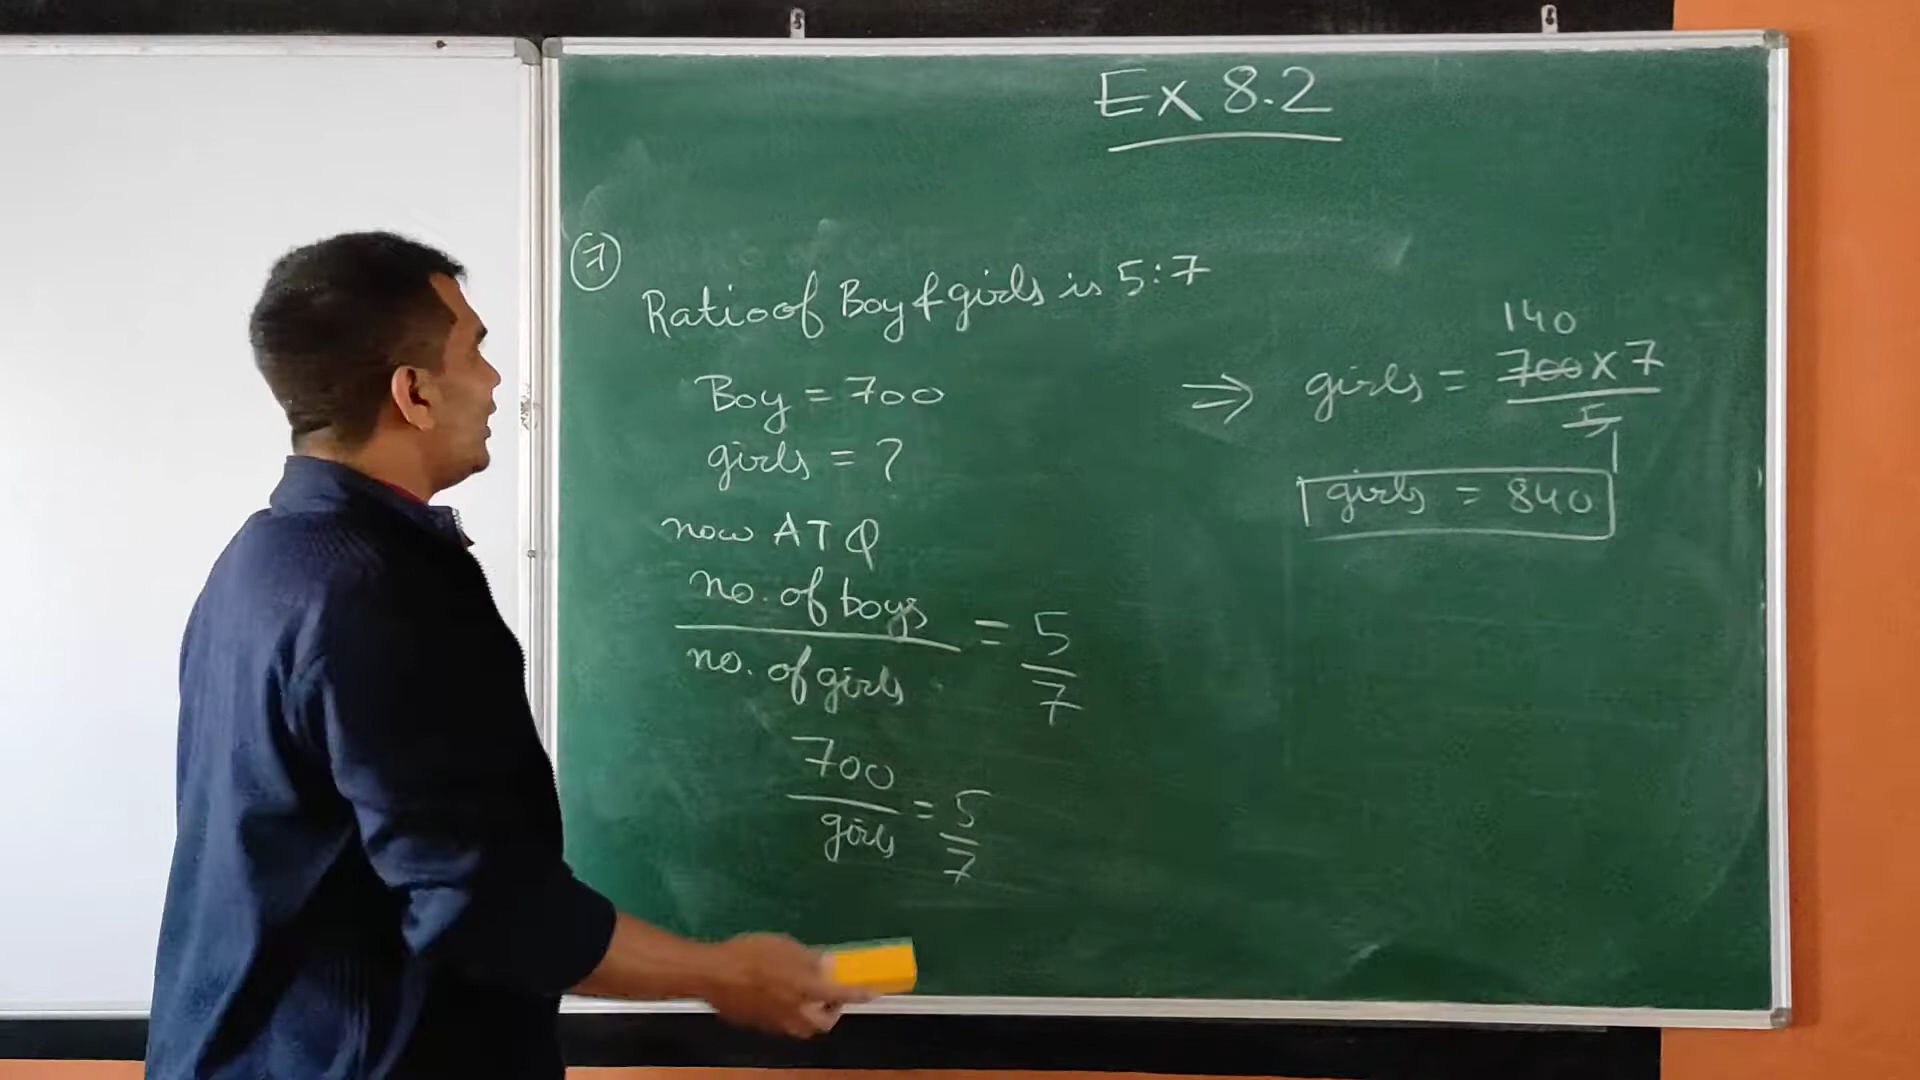 Ex 8.2
7
Ratio of Boy & girls is 5:7
Boy = 700
girls = ?
now ATQ
no. of boys
no. of girls
= 5
7
700
girls
= 5
7
140
⇒ girls = 700 x 7
5
1
girls = 840